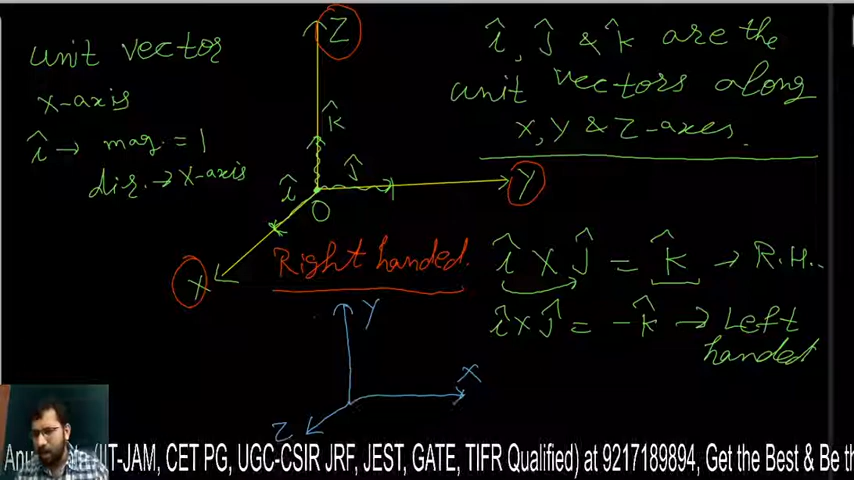 unit vector
x-axis
î → mag. = 1
dir. → x-axis
Z
k̂
ĵ
î
O
Y
X
Right handed.
î, ĵ & k̂ are the
unit vectors along
x, y & z-axes.
î × ĵ = k̂ → R.H..
î × ĵ = -k̂ → Left
handed
Y
X
Z
(IIT-JAM, CET PG, UGC-CSIR JRF, JEST, GATE, TIFR Qualified) at 9217189894, Get the Best & Be th